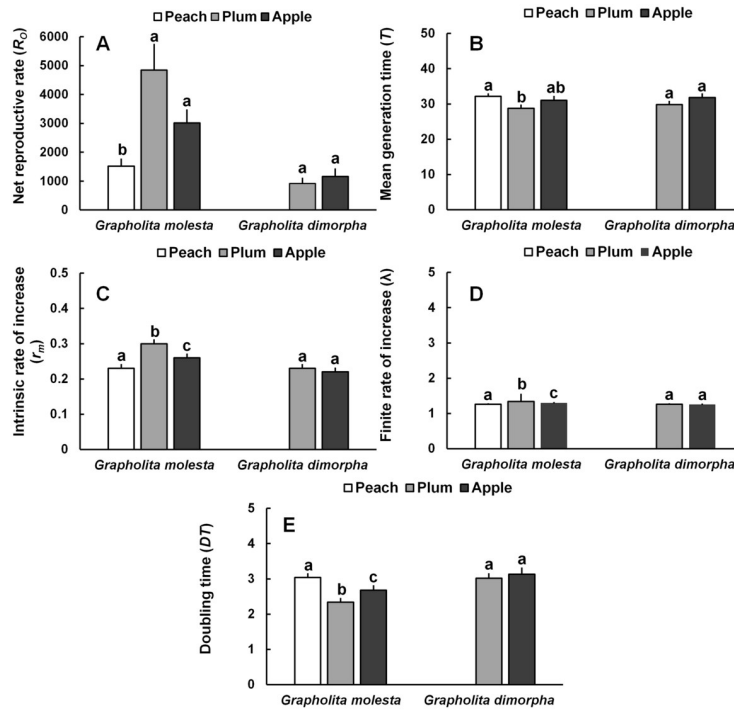 Peach Plum Apple
A
Net reproductive rate (R0)
6000
5000
4000
3000
2000
1000
0
b
a
a
a
a
Grapholita molesta
Grapholita dimorpha
Peach Plum Apple
B
Mean generation time (T)
50
40
30
20
10
0
a
b
ab
a
a
Grapholita molesta
Grapholita dimorpha
Peach Plum Apple
C
Intrinsic rate of increase
(rm)
0.5
0.4
0.3
0.2
0.1
0
a
b
c
a
a
Grapholita molesta
Grapholita dimorpha
Peach Plum Apple
D
Finite rate of increase (λ)
5
4
3
2
1
0
a
b
c
a
a
Grapholita molesta
Grapholita dimorpha
Peach Plum Apple
E
Doubling time (DT)
5
4
3
2
1
0
a
b
c
a
a
Grapholita molesta
Grapholita dimorpha